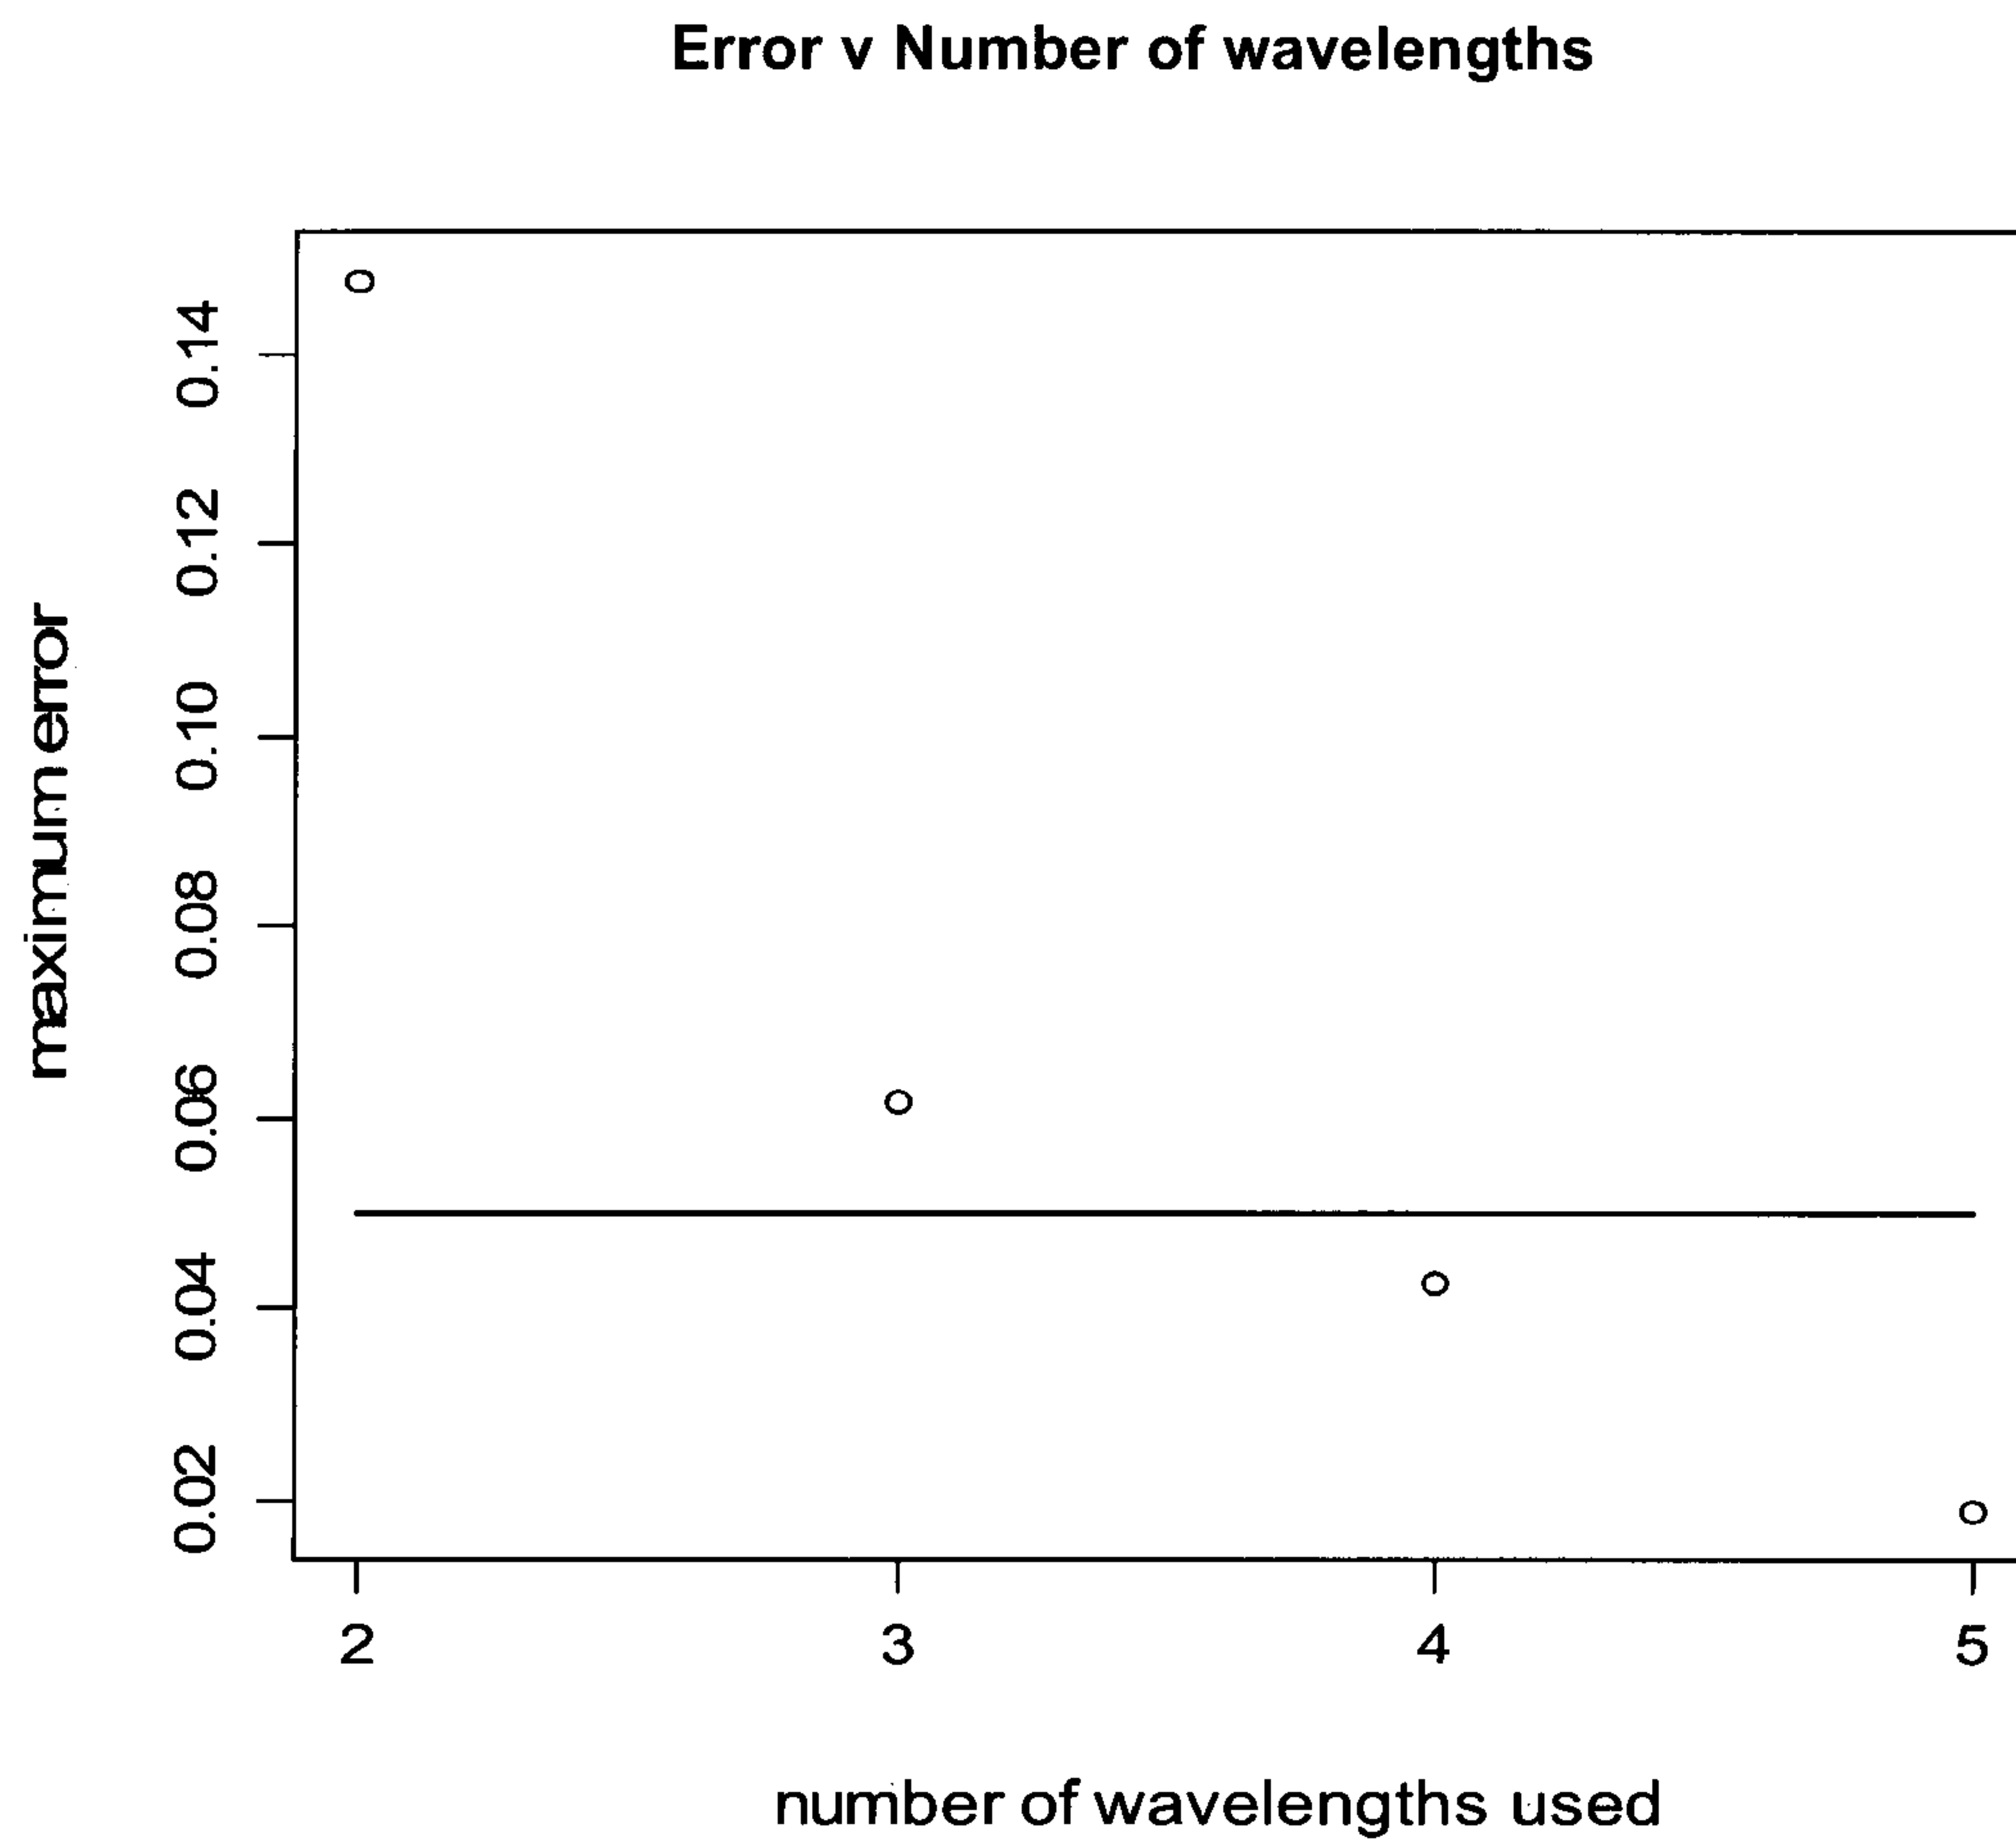 Error v Number of wavelengths
maximum error
0.14
0.12
0.10
0.08
0.06
0.04
0.02
2 3 4 5
number of wavelengths used